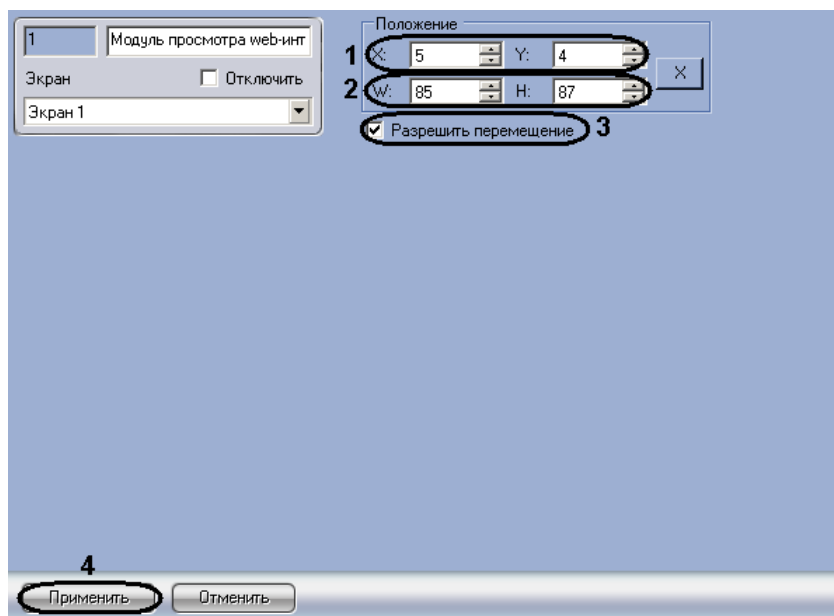 1 Модуль просмотра web-инт
Экран Отключить
Экран 1
Положение
1 X: 5 Y: 4 X
2 W: 85 H: 87
Разрешить перемещение 3
4
Применить Отменить